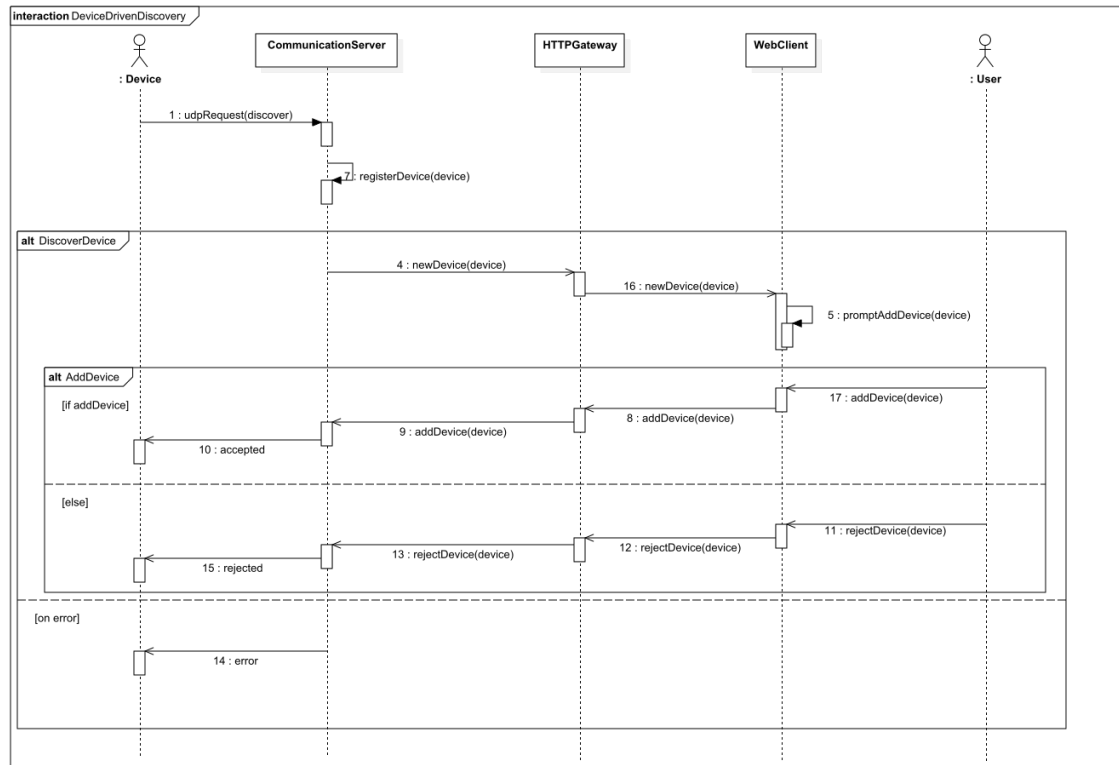 interaction DeviceDrivenDiscovery
CommunicationServer
HTTPGateway
WebClient
: Device
: User
1 : udpRequest(discover)
7 : registerDevice(device)
alt DiscoverDevice
4 : newDevice(device)
16 : newDevice(device)
5 : promptAddDevice(device)
alt AddDevice
[if addDevice]
17 : addDevice(device)
8 : addDevice(device)
9 : addDevice(device)
10 : accepted
[else]
11 : rejectDevice(device)
12 : rejectDevice(device)
13 : rejectDevice(device)
15 : rejected
[on error]
14 : error